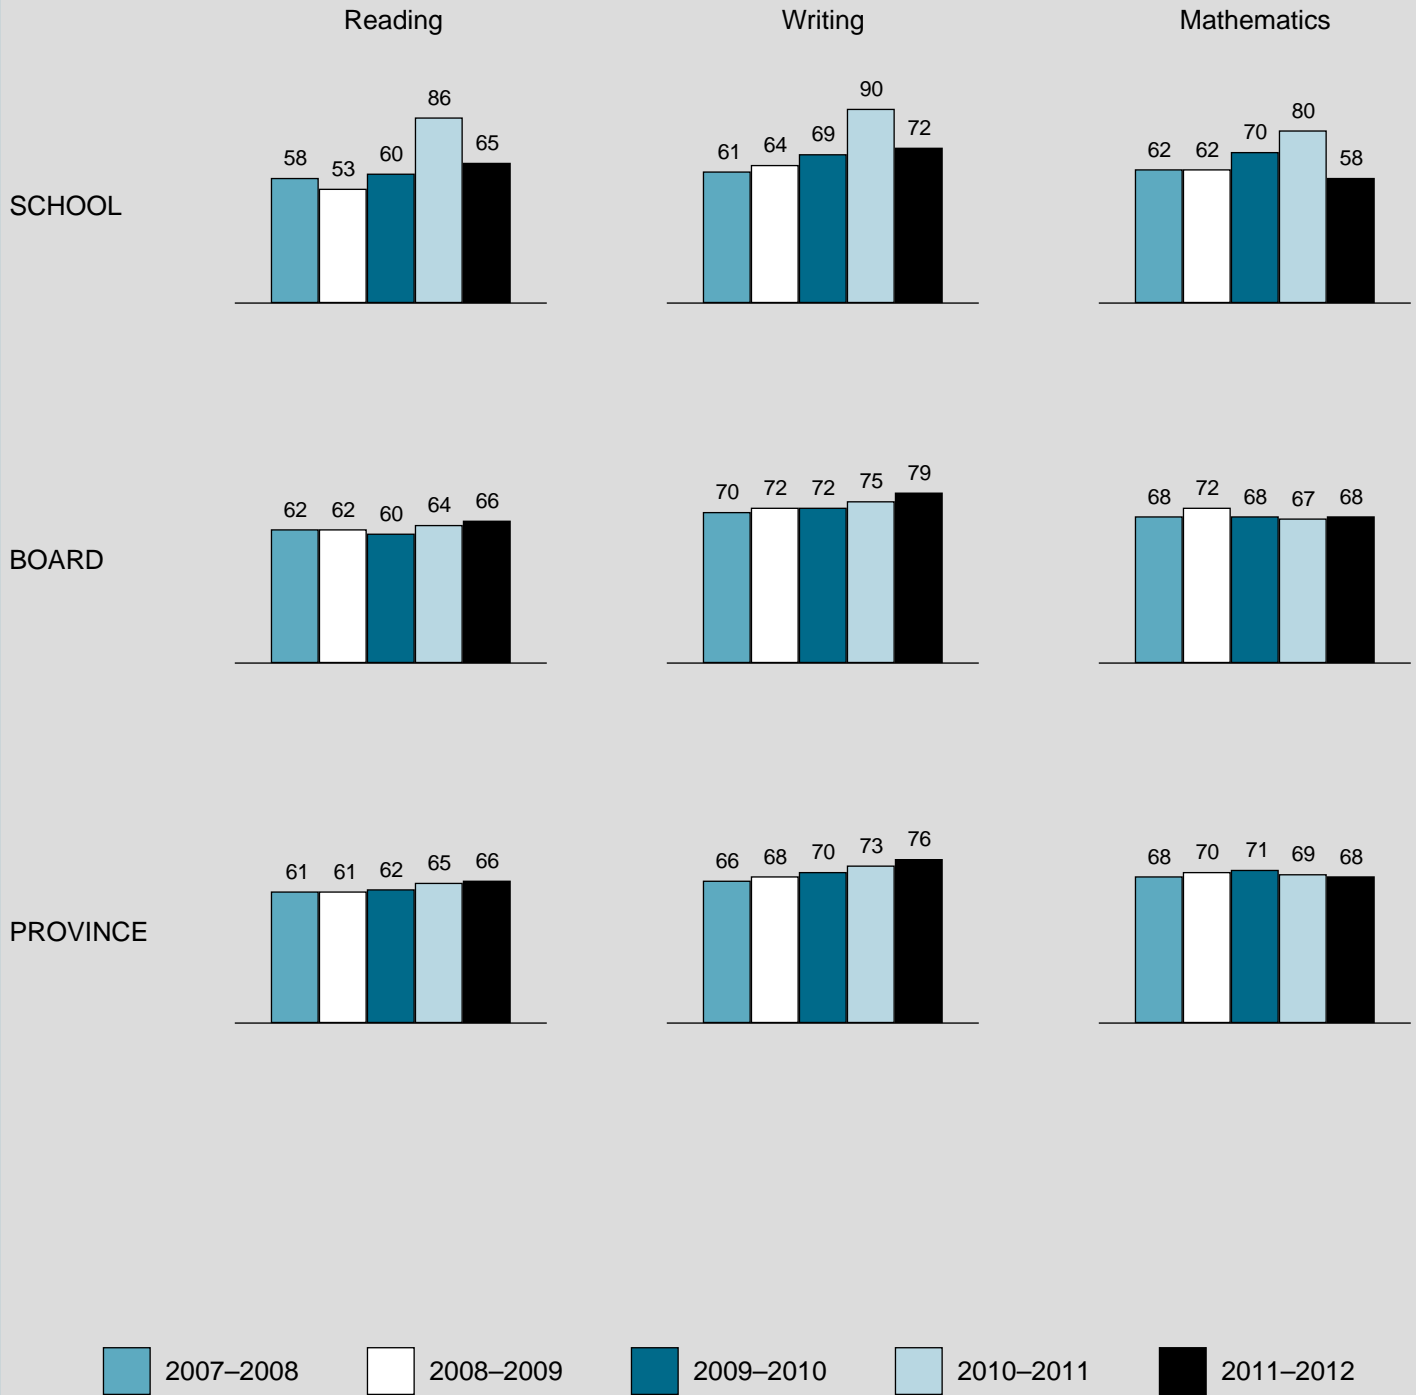 Reading Writing Mathematics
SCHOOL
58 53 60 86 65
61 64 69 90 72
62 62 70 80 58
BOARD
62 62 60 64 66
70 72 72 75 79
68 72 68 67 68
PROVINCE
61 61 62 65 66
66 68 70 73 76
68 70 71 69 68
2007–2008 2008–2009 2009–2010 2010–2011 2011–2012